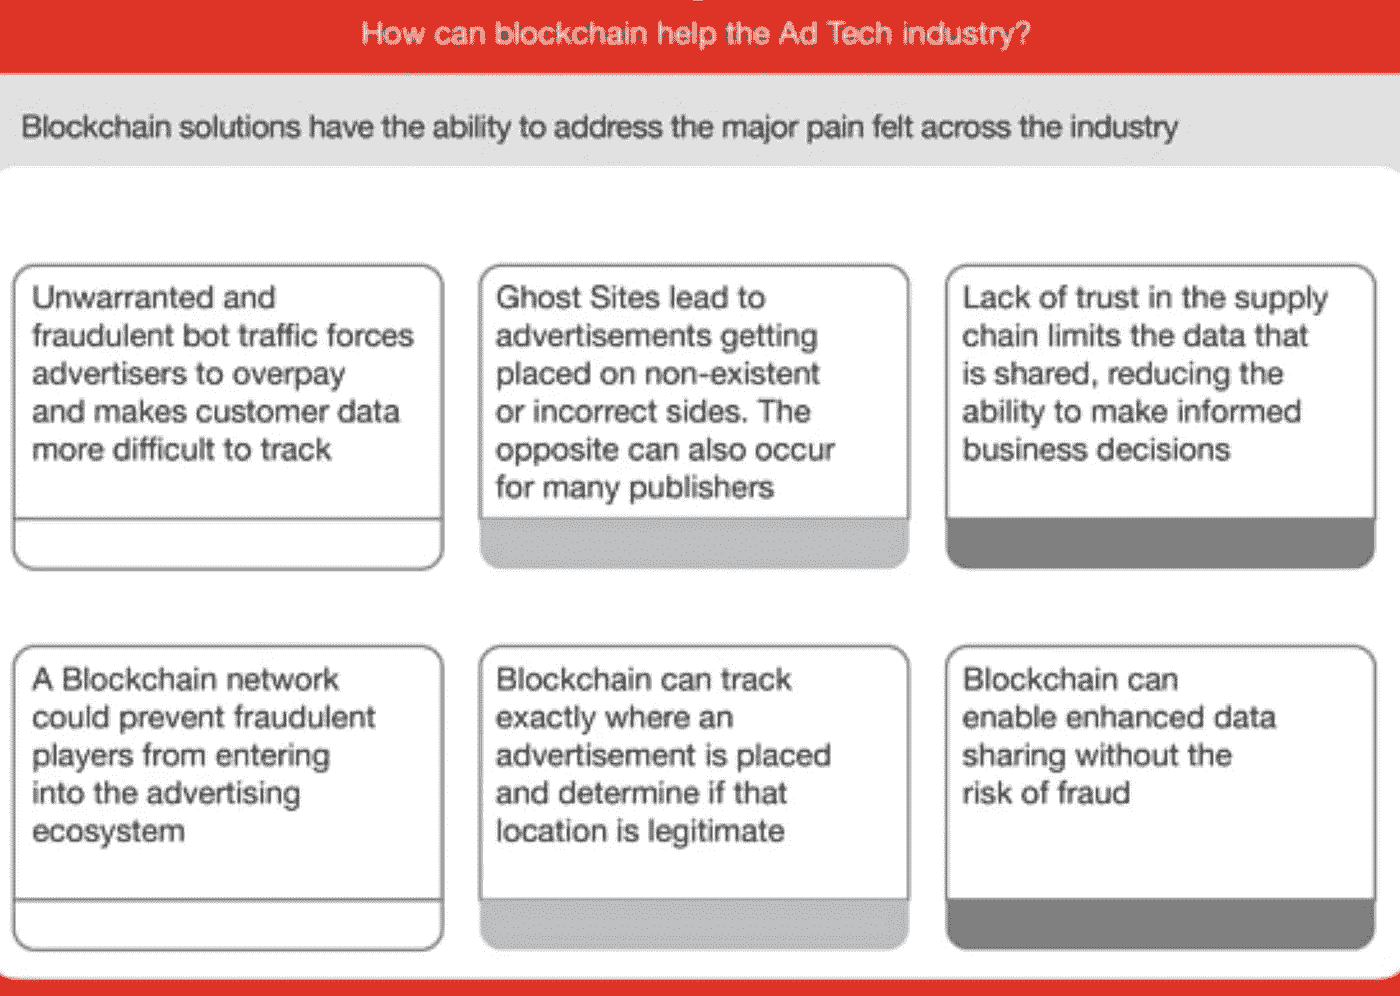 How can blockchain help the Ad Tech industry?
Blockchain solutions have the ability to address the major pain felt across the industry
Unwarranted and
fraudulent bot traffic forces
advertisers to overpay
and makes customer data
more difficult to track
Ghost Sites lead to
advertisements getting
placed on non-existent
or incorrect sides. The
opposite can also occur
for many publishers
Lack of trust in the supply
chain limits the data that
is shared, reducing the
ability to make informed
business decisions
A Blockchain network
could prevent fraudulent
players from entering
into the advertising
ecosystem
Blockchain can track
exactly where an
advertisement is placed
and determine if that
location is legitimate
Blockchain can
enable enhanced data
sharing without the
risk of fraud